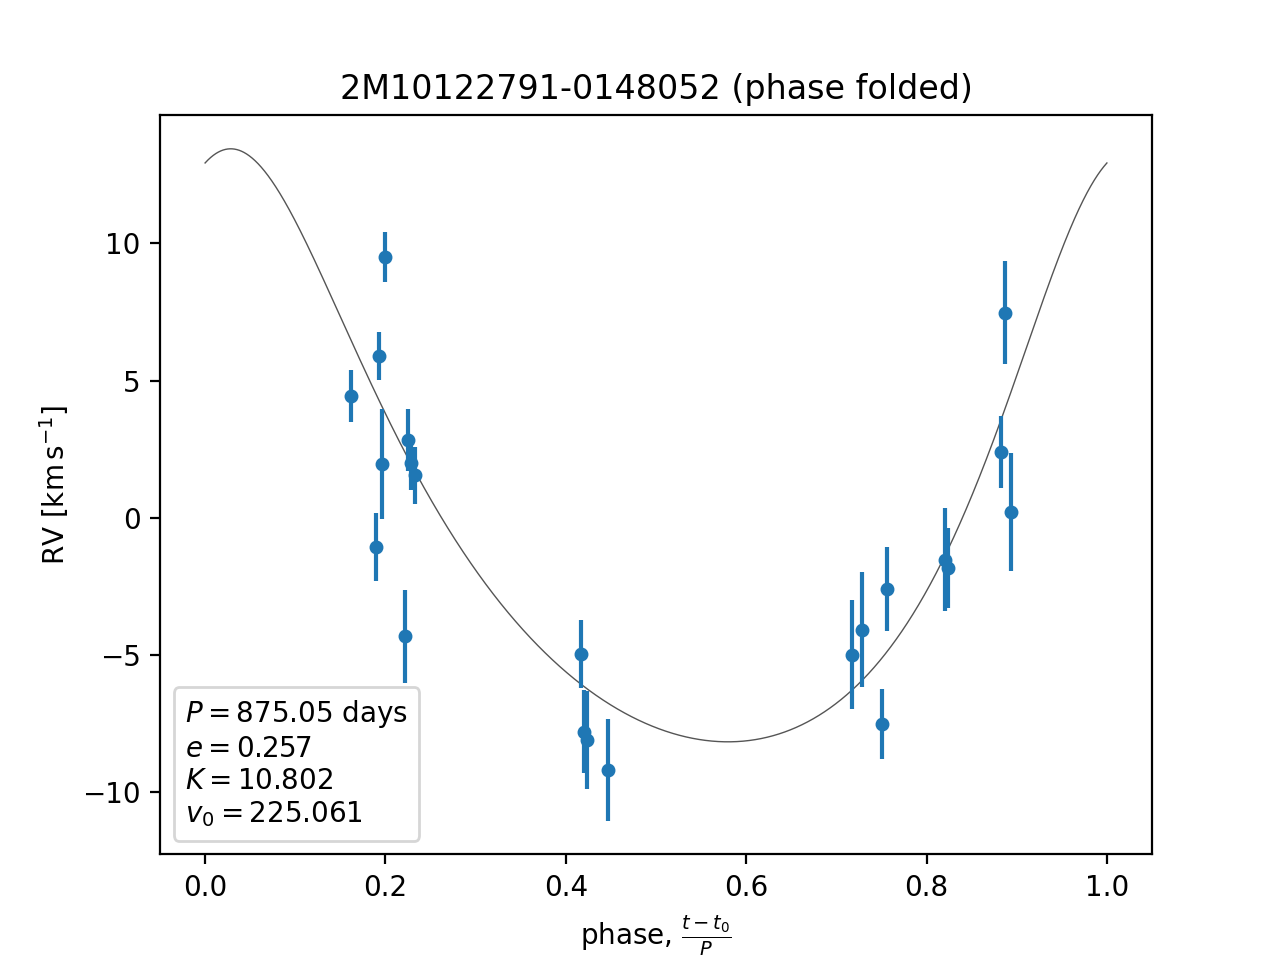 2M10122791-0148052 (phase folded)
10
5
0
−5
−10
RV [km s⁻¹]
P = 875.05 days
e = 0.257
K = 10.802
v₀ = 225.061
0.0 0.2 0.4 0.6 0.8 1.0
phase, (t − t₀)/P